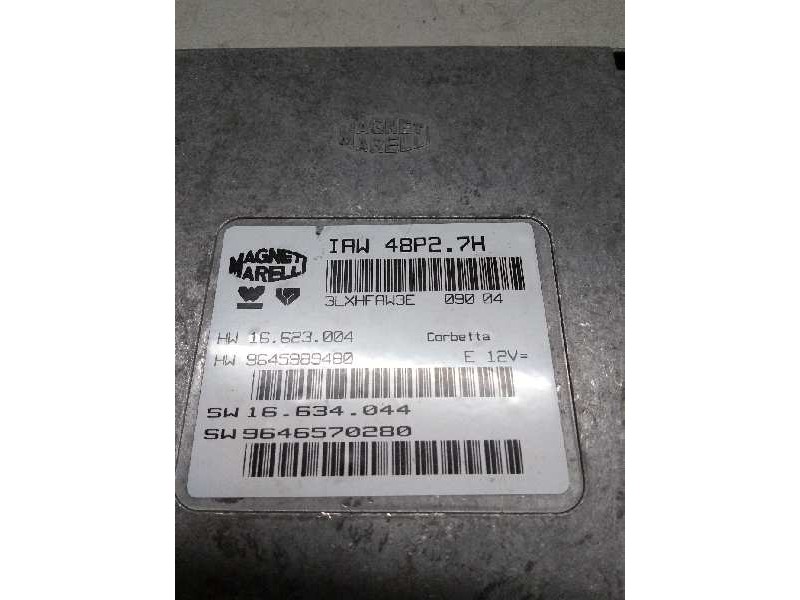 MAGNETI
MARELLI
IAW 48P2.7H
MAGNETI
MARELLI
3LXHFAW3E 090 04
HW 16.623.004 Corbetta
HW 9645989480 E 12V=
SW 16.634.044
SW 9646570280